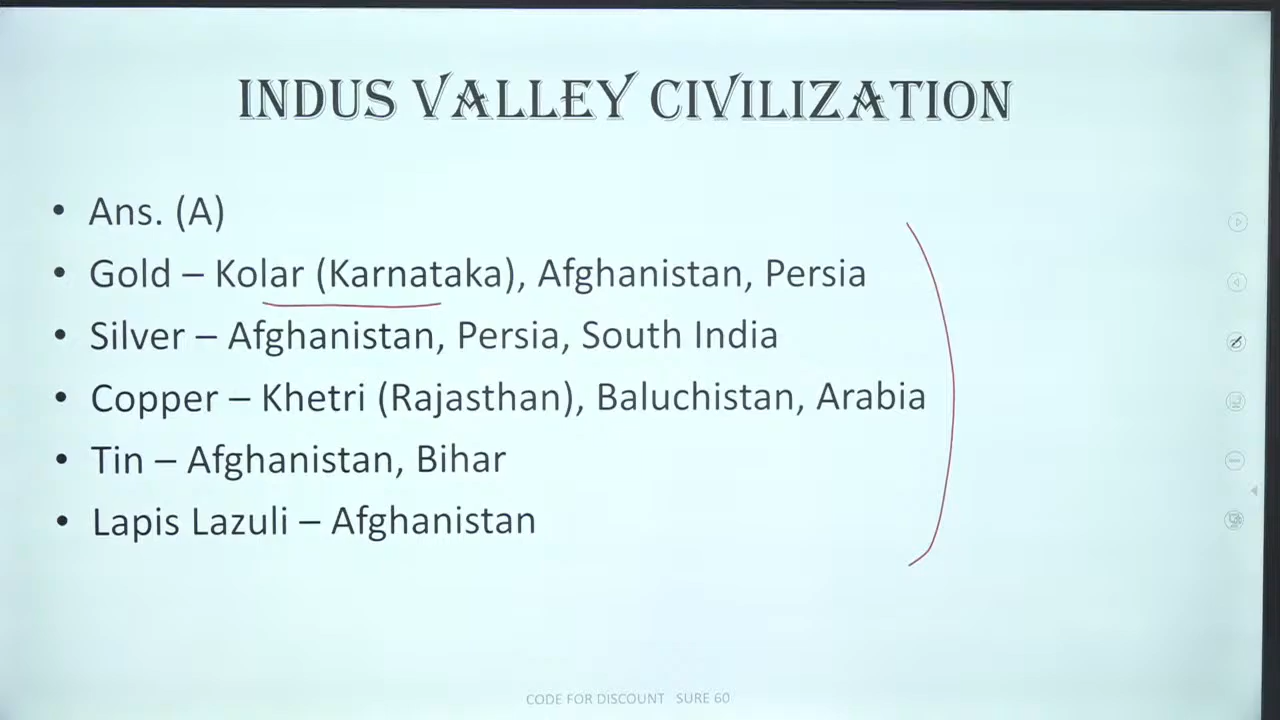 INDUS VALLEY CIVILIZATION
• Ans. (A)
• Gold – Kolar (Karnataka), Afghanistan, Persia
• Silver – Afghanistan, Persia, South India
• Copper – Khetri (Rajasthan), Baluchistan, Arabia
• Tin – Afghanistan, Bihar
• Lapis Lazuli – Afghanistan
CODE FOR DISCOUNT SURE 60